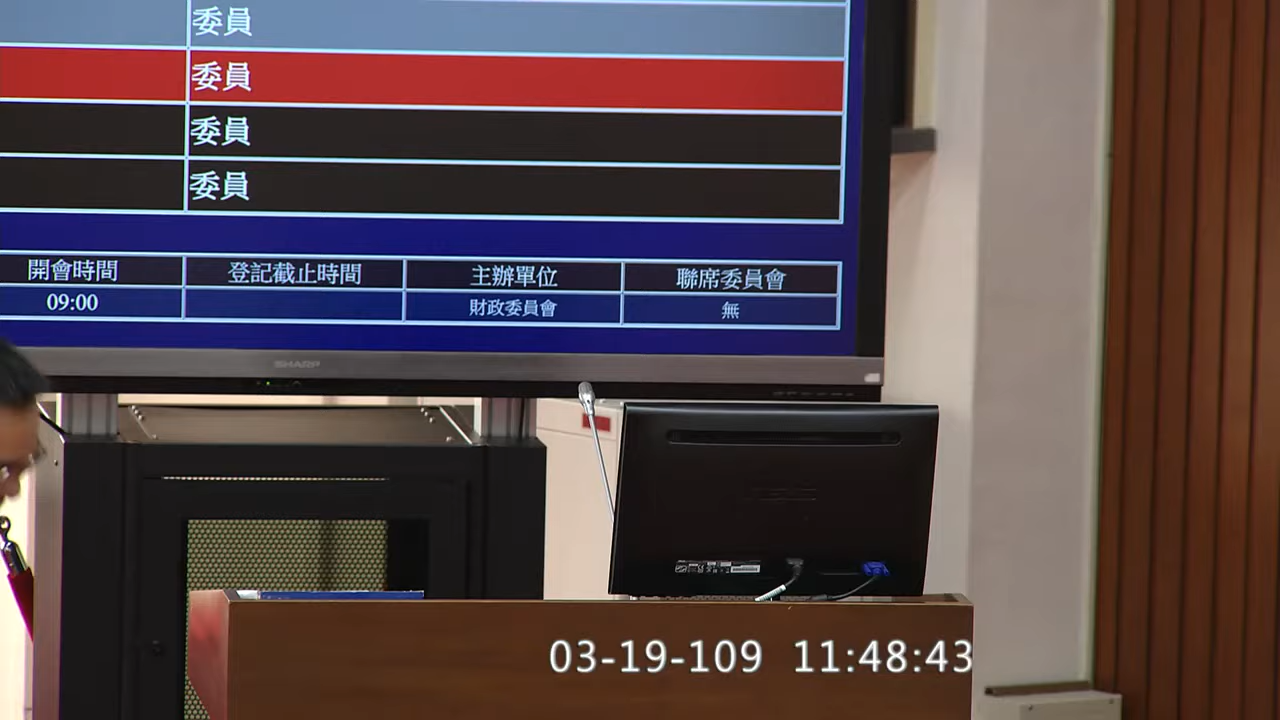 委員
委員
委員
委員
開會時間 登記截止時間 主辦單位 聯席委員會
09:00 財政委員會 無
SHARP
03-19-109 11:48:43